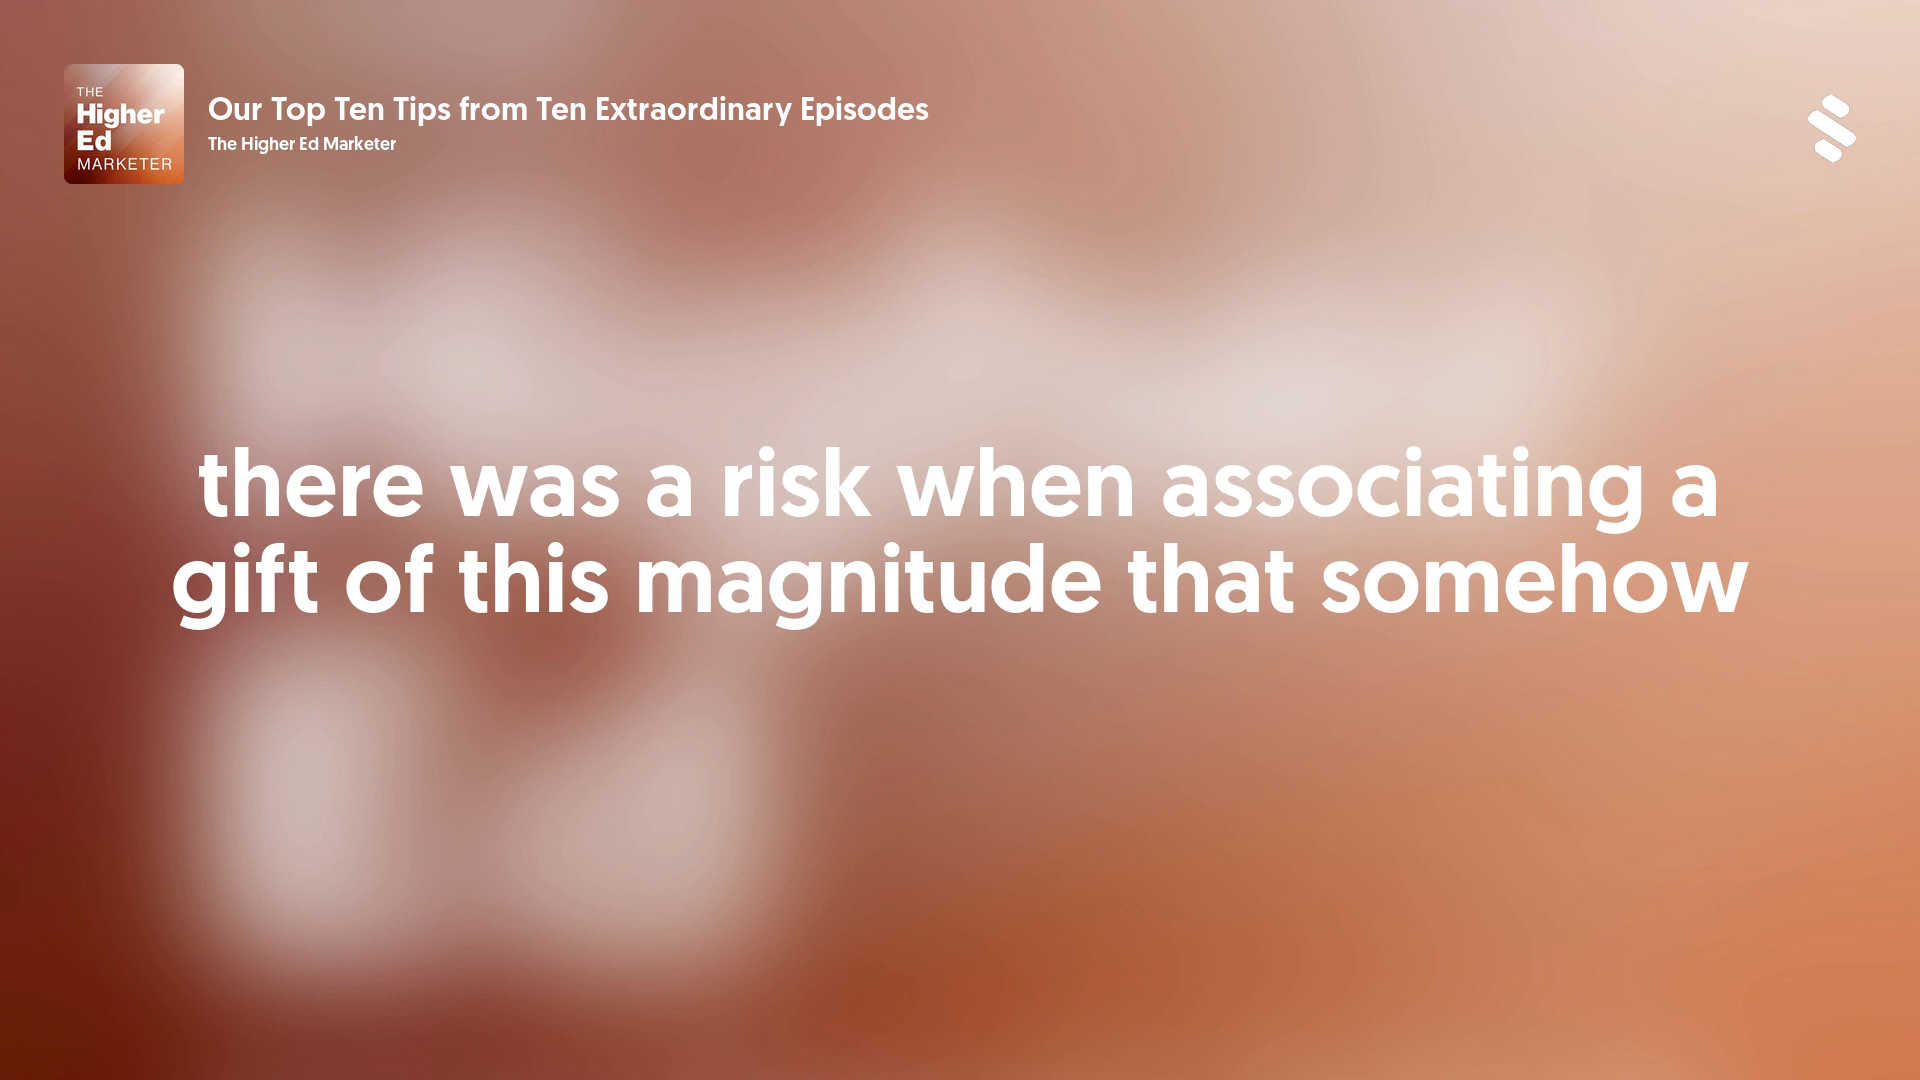 THE
Higher
Ed
MARKETER
Our Top Ten Tips from Ten Extraordinary Episodes
The Higher Ed Marketer
there was a risk when associating a
gift of this magnitude that somehow